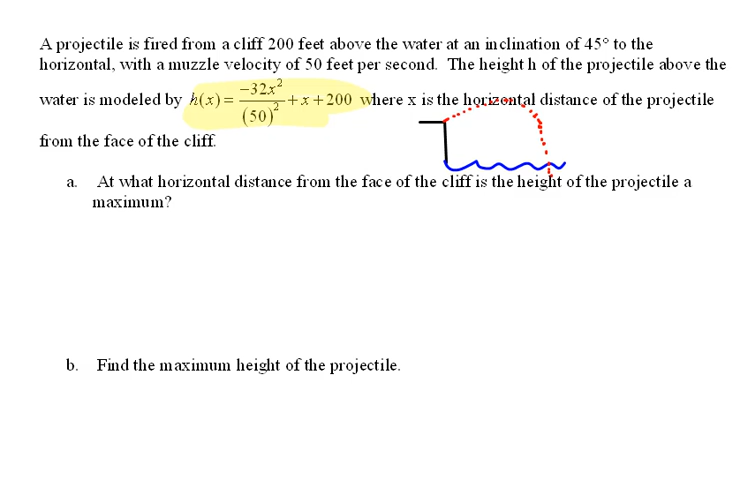 A projectile is fired from a cliff 200 feet above the water at an inclination of 45° to the
horizontal, with a muzzle velocity of 50 feet per second. The height h of the projectile above the
water is modeled by h(x) = −32x²/(50)² + x + 200 where x is the horizontal distance of the projectile
from the face of the cliff.
a. At what horizontal distance from the face of the cliff is the height of the projectile a
maximum?
b. Find the maximum height of the projectile.